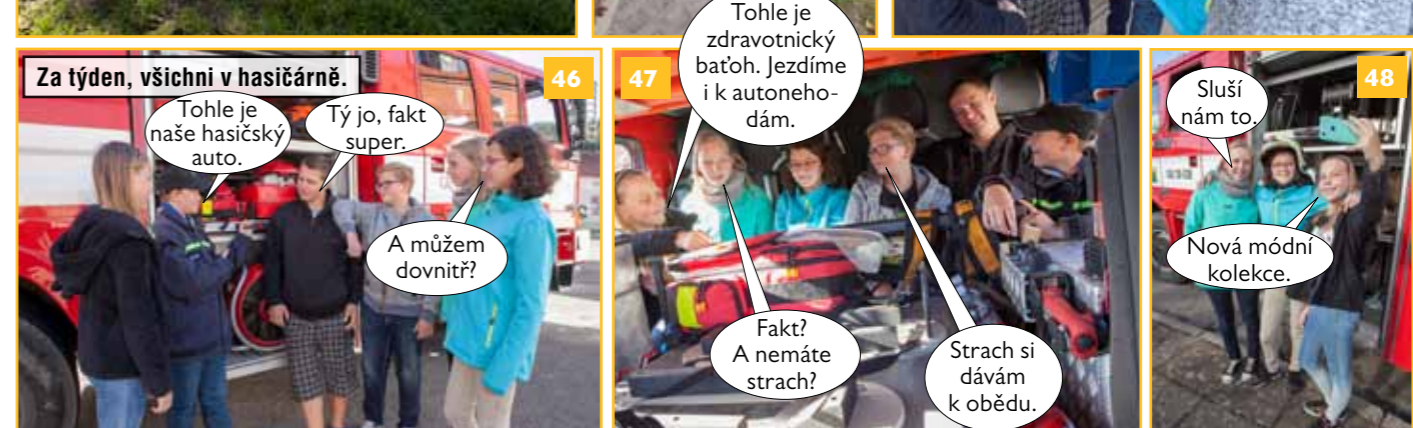 Za týden, všichni v hasičárně.
46
Tohle je
naše hasičský
auto.
Tý jo, fakt
super.
A můžem
dovnitř?
47
Tohle je
zdravotnický
baťoh. Jezdíme
i k autoneho-
dám.
Fakt?
A nemáte
strach?
Strach si
dávám
k obědu.
48
Sluší
nám to.
Nová módní
kolekce.